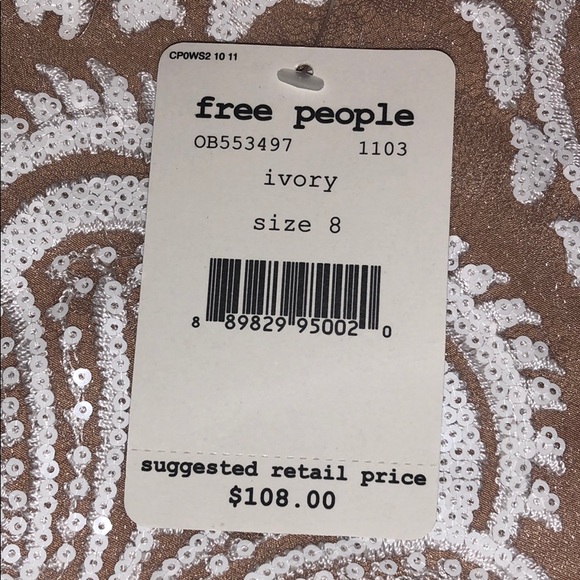 CP0WS2 10 11
free people
OB553497 1103
ivory
size 8
8 89829 95002 0
suggested retail price
$108.00